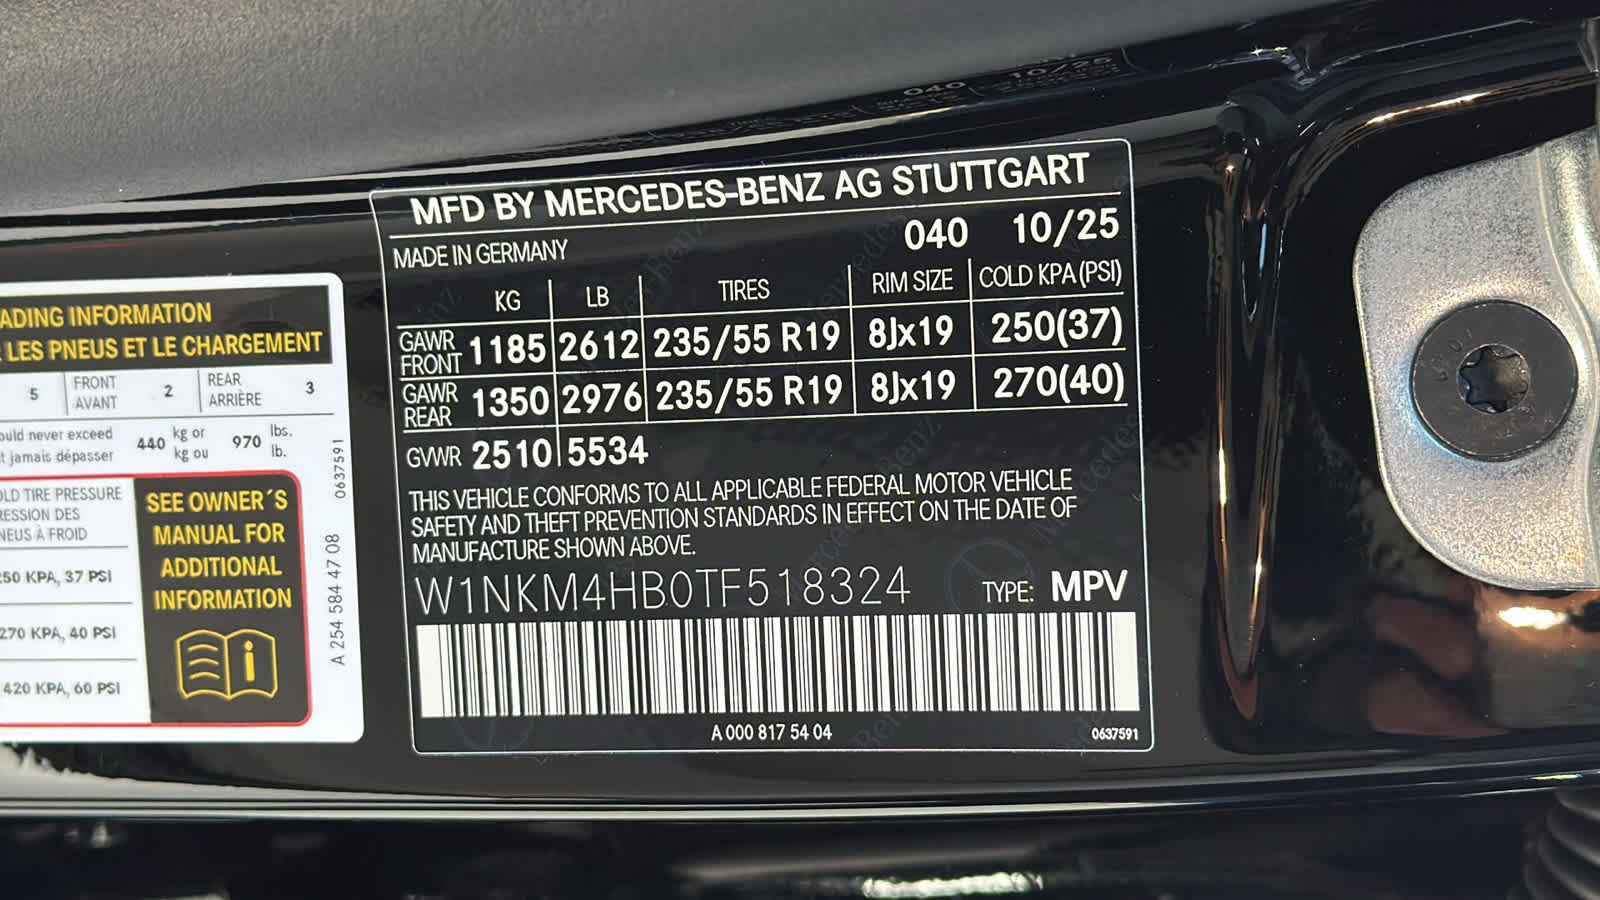 ADING INFORMATION
LES PNEUS ET LE CHARGEMENT
5 FRONT AVANT 2 REAR ARRIÈRE 3
ould never exceed 440 kg or 970 lbs.
t jamais dépasser kg ou lb.
OLD TIRE PRESSURE
RESSION DES
NEUS À FROID
250 KPA, 37 PSI
270 KPA, 40 PSI
420 KPA, 60 PSI
SEE OWNER´S
MANUAL FOR
ADDITIONAL
INFORMATION
i
0637591
A 254 584 47 08
040 10/25
MFD BY MERCEDES-BENZ AG STUTTGART
MADE IN GERMANY 040 10/25
KG LB TIRES RIM SIZE COLD KPA(PSI)
GAWR FRONT 1185 2612 235/55 R19 8Jx19 250(37)
GAWR REAR 1350 2976 235/55 R19 8Jx19 270(40)
GVWR 2510 5534
THIS VEHICLE CONFORMS TO ALL APPLICABLE FEDERAL MOTOR VEHICLE
SAFETY AND THEFT PREVENTION STANDARDS IN EFFECT ON THE DATE OF
MANUFACTURE SHOWN ABOVE.
W1NKM4HB0TF518324 TYPE: MPV
A 000 817 54 04 0637591